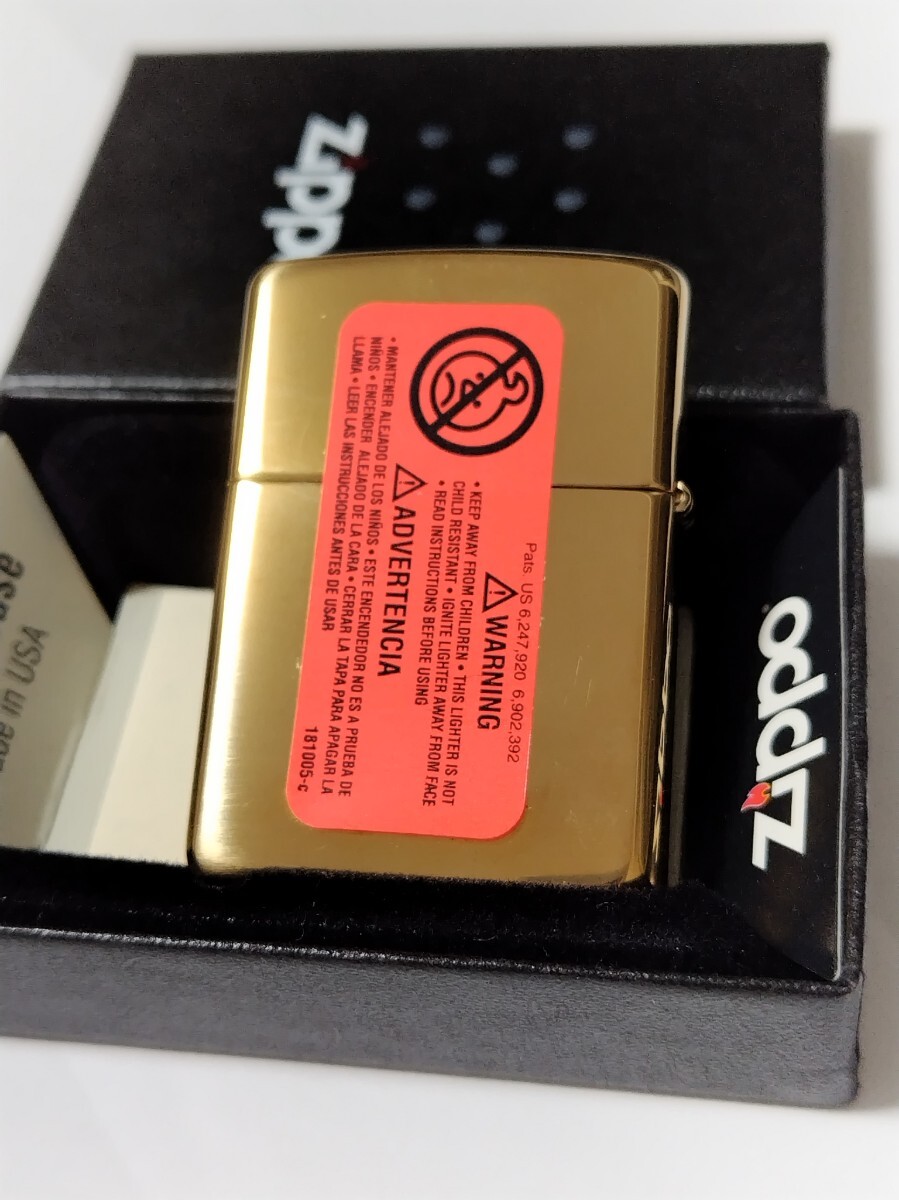 Zipp
Pats. US 6,247,920 6,902,392
⚠WARNING
• KEEP AWAY FROM CHILDREN • THIS LIGHTER IS NOT
CHILD RESISTANT • IGNITE LIGHTER AWAY FROM FACE
• READ INSTRUCTIONS BEFORE USING
⚠ADVERTENCIA
• MANTENER ALEJADO DE LOS NIÑOS • ESTE ENCENDEDOR NO ES A PRUEBA DE
NIÑOS • ENCENDER ALEJADO DE LA CARA • CERRAR LA TAPA PARA APAGAR LA
LLAMA • LEER LAS INSTRUCCIONES ANTES DE USAR
181005-c
Zippo
in USA